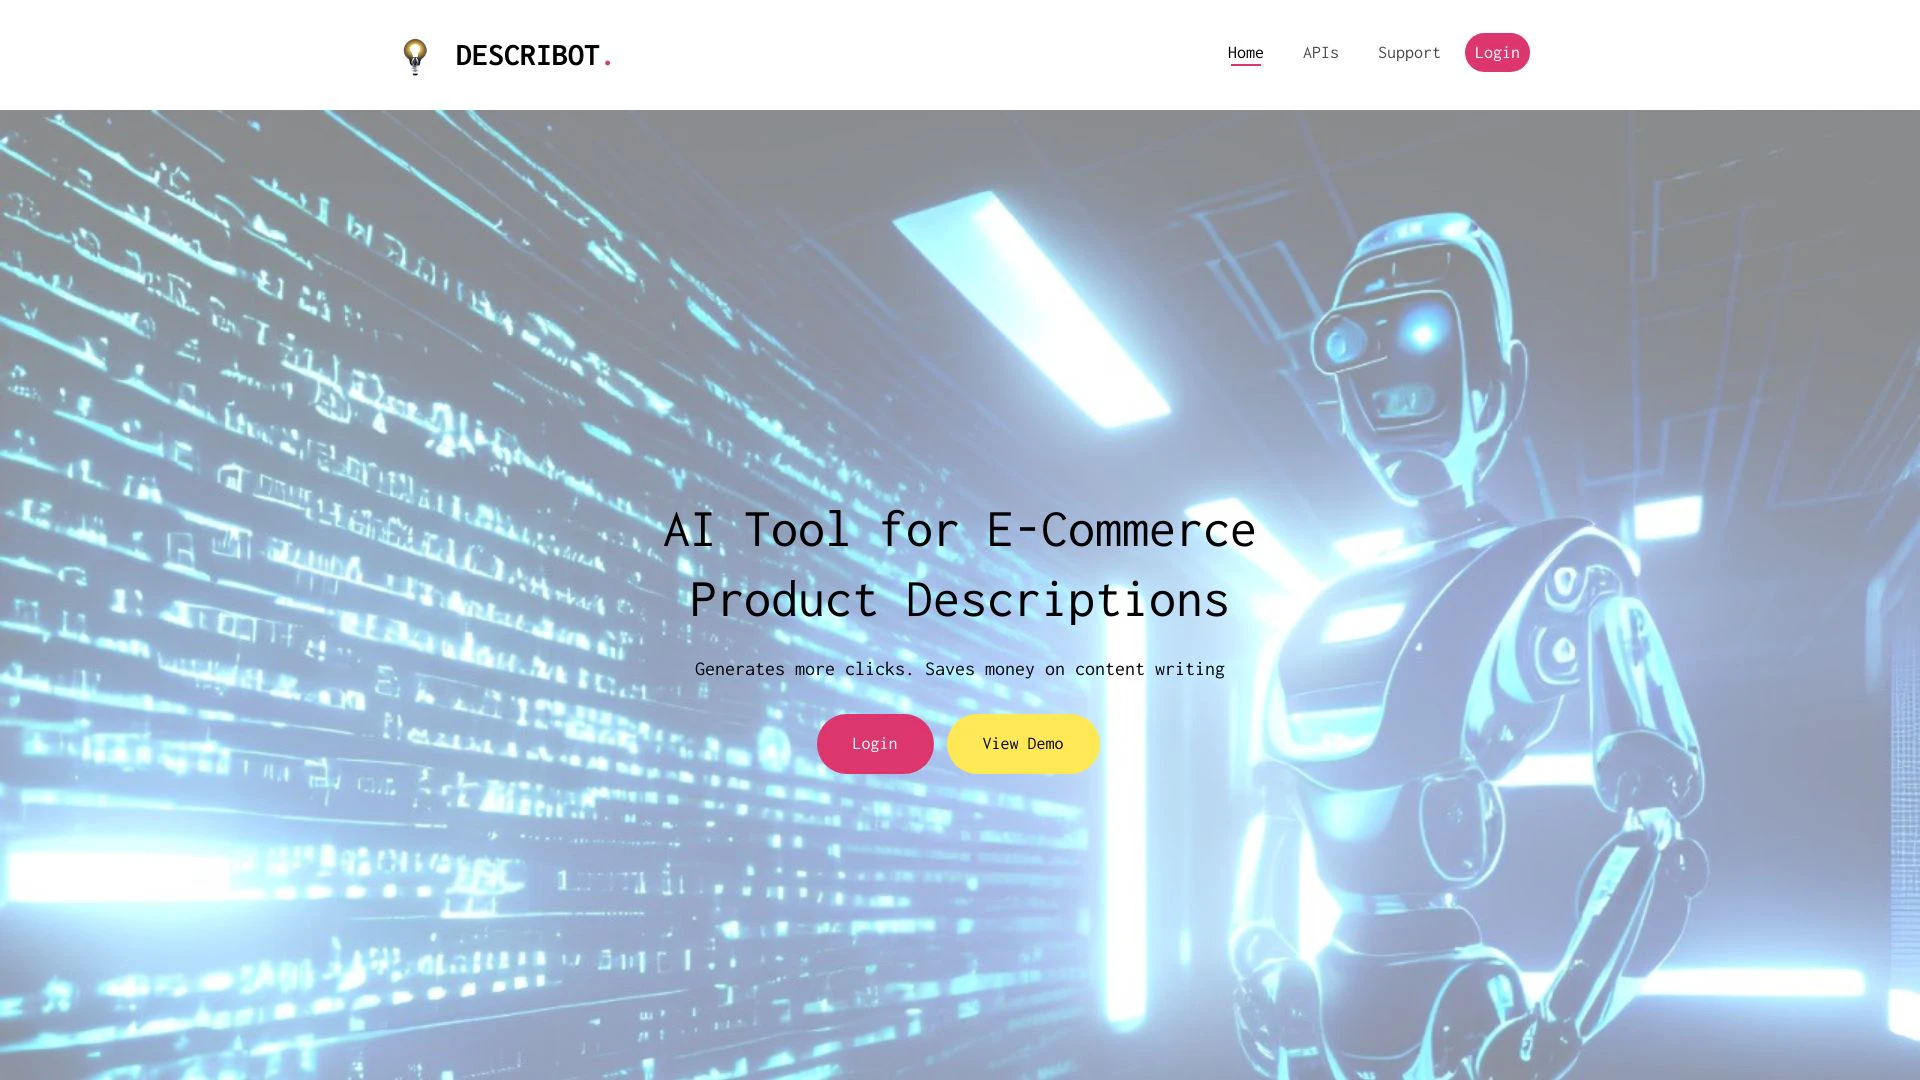 DESCRIBOT.
Home
APIs
Support
Login
AI Tool for E-Commerce
Product Descriptions
Generates more clicks. Saves money on content writing
Login
View Demo